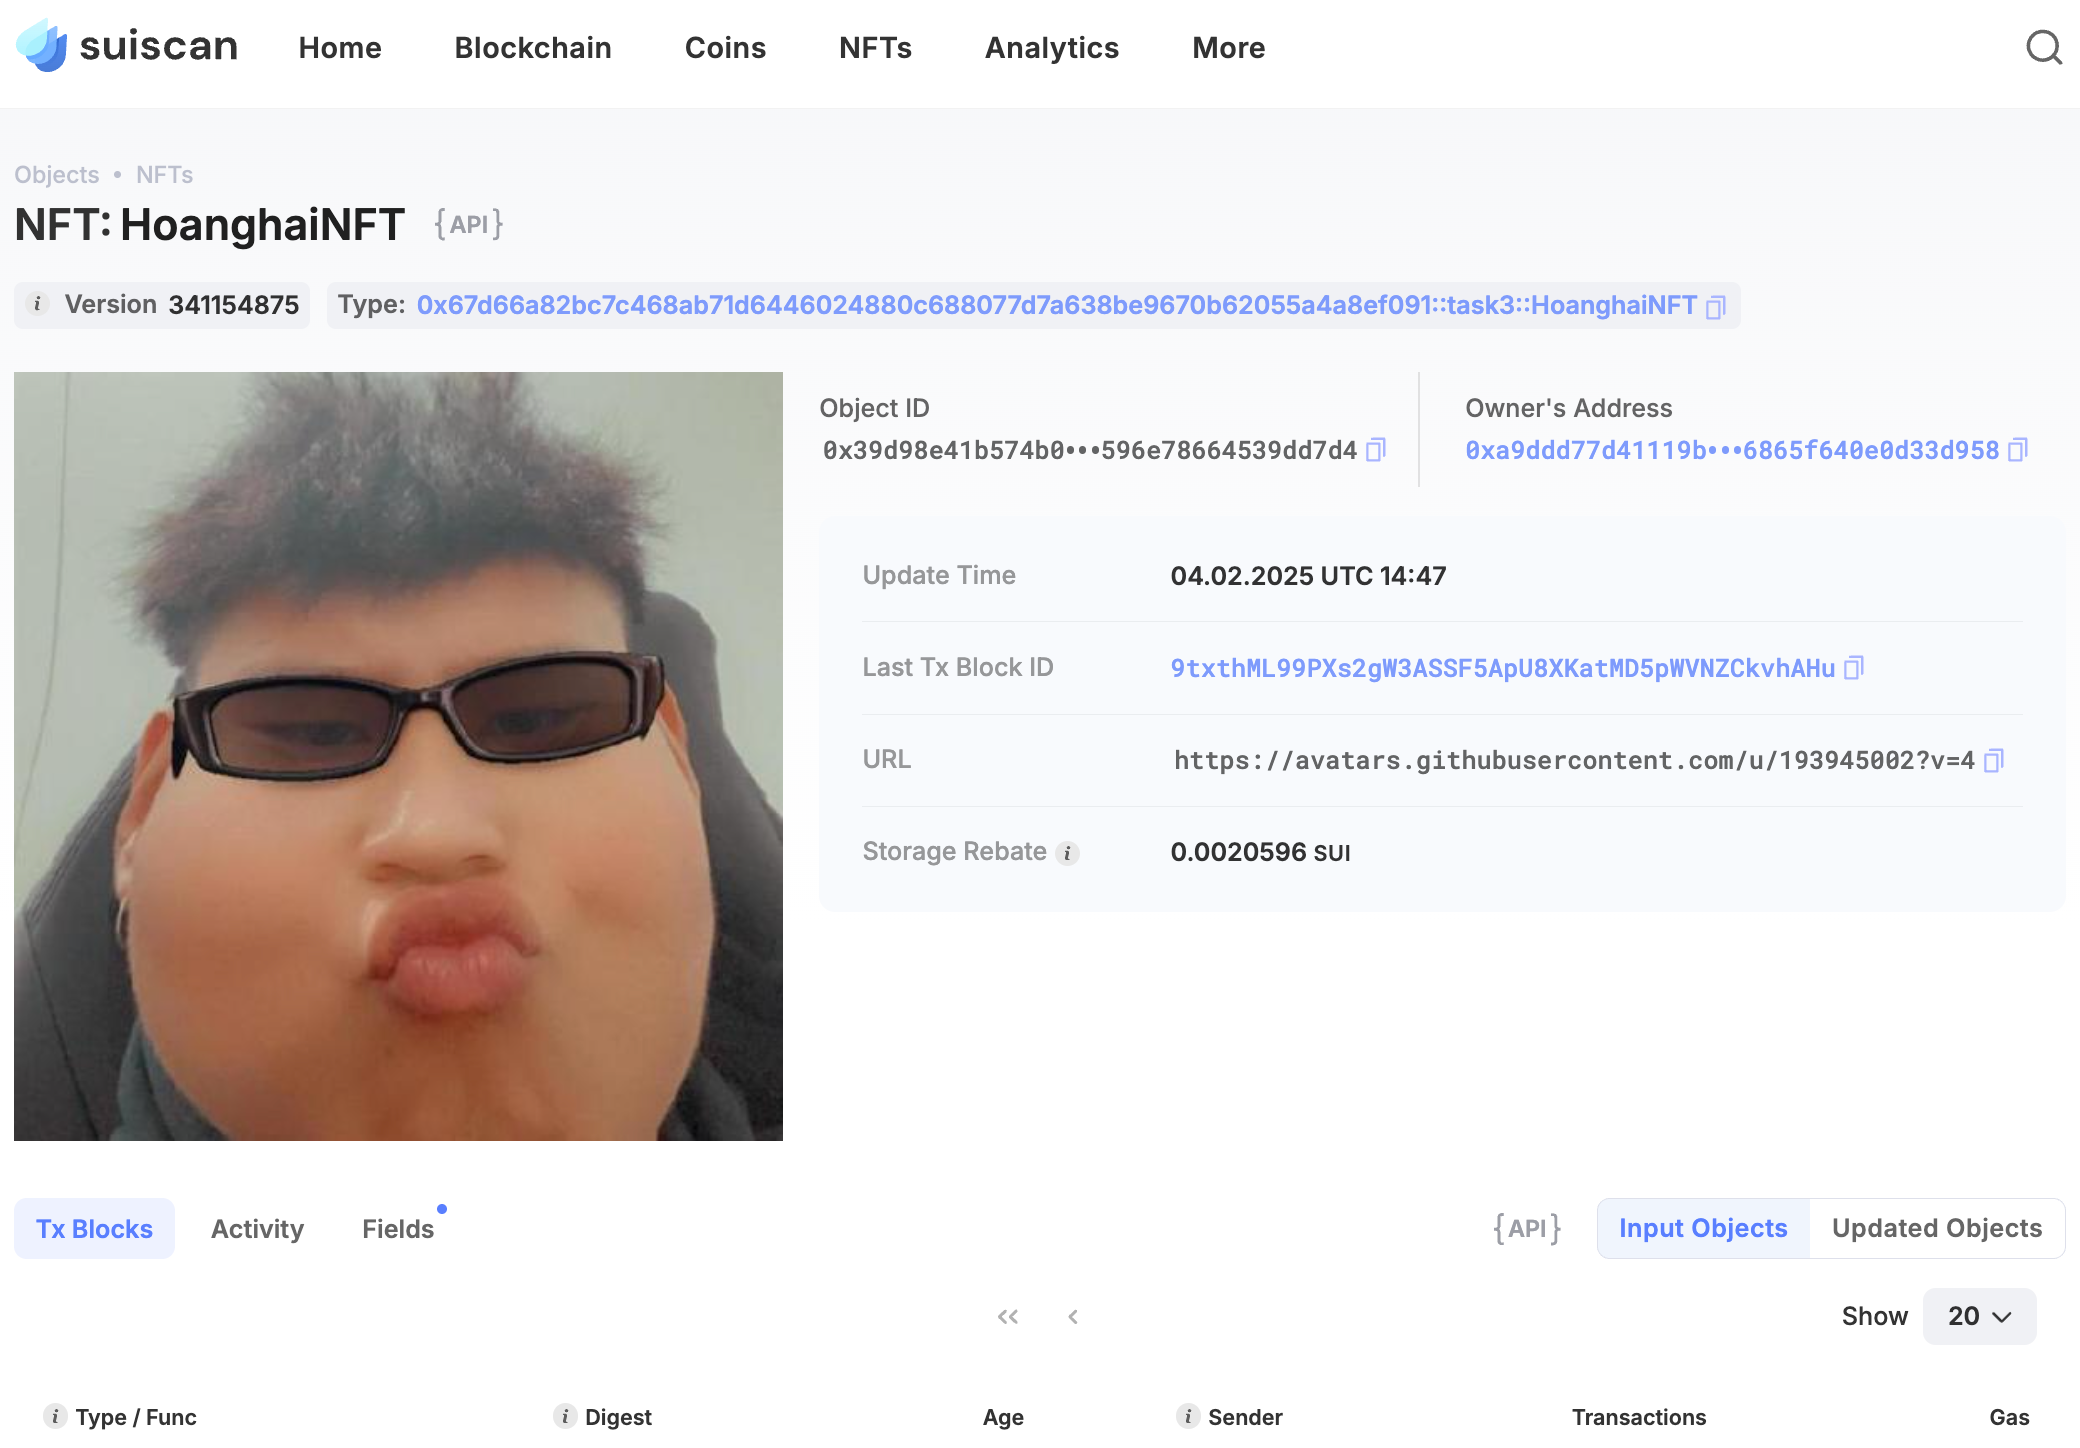 suiscan
Home
Blockchain
Coins
NFTs
Analytics
More
Objects • NFTs
NFT: HoanghaiNFT {API}
i Version 341154875
Type: 0x67d66a82bc7c468ab71d6446024880c688077d7a638be9670b62055a4a8ef091::task3::HoanghaiNFT
Object ID
0x39d98e41b574b0•••596e78664539dd7d4
Owner's Address
0xa9ddd77d41119b•••6865f640e0d33d958
Update Time
04.02.2025 UTC 14:47
Last Tx Block ID
9txthML99PXs2gW3ASSF5ApU8XKatMD5pWVNZCkvhAHu
URL
https://avatars.githubusercontent.com/u/193945002?v=4
Storage Rebate i
0.0020596 SUI
Tx Blocks
Activity
Fields
{API}
Input Objects
Updated Objects
Show
20
i Type / Func
i Digest
Age
i Sender
Transactions
Gas